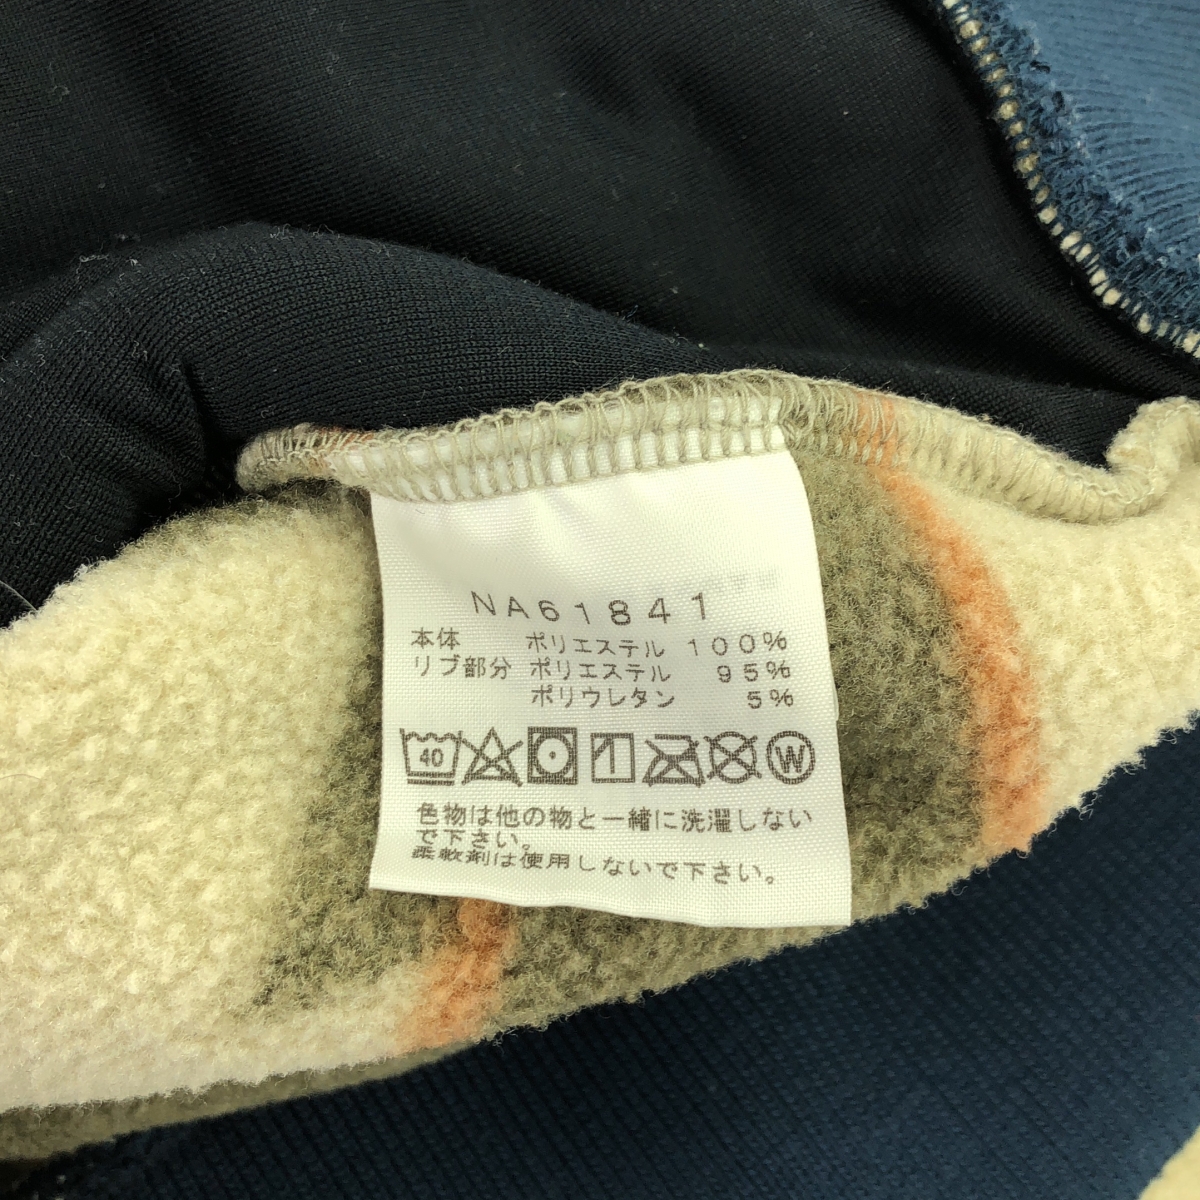 NA61841
本体 ポリエステル 100%
リブ部分 ポリエステル 95%
ポリウレタン 5%
40 W
色物は他の物と一緒に洗濯しない
で下さい。
柔軟剤は使用しないで下さい。